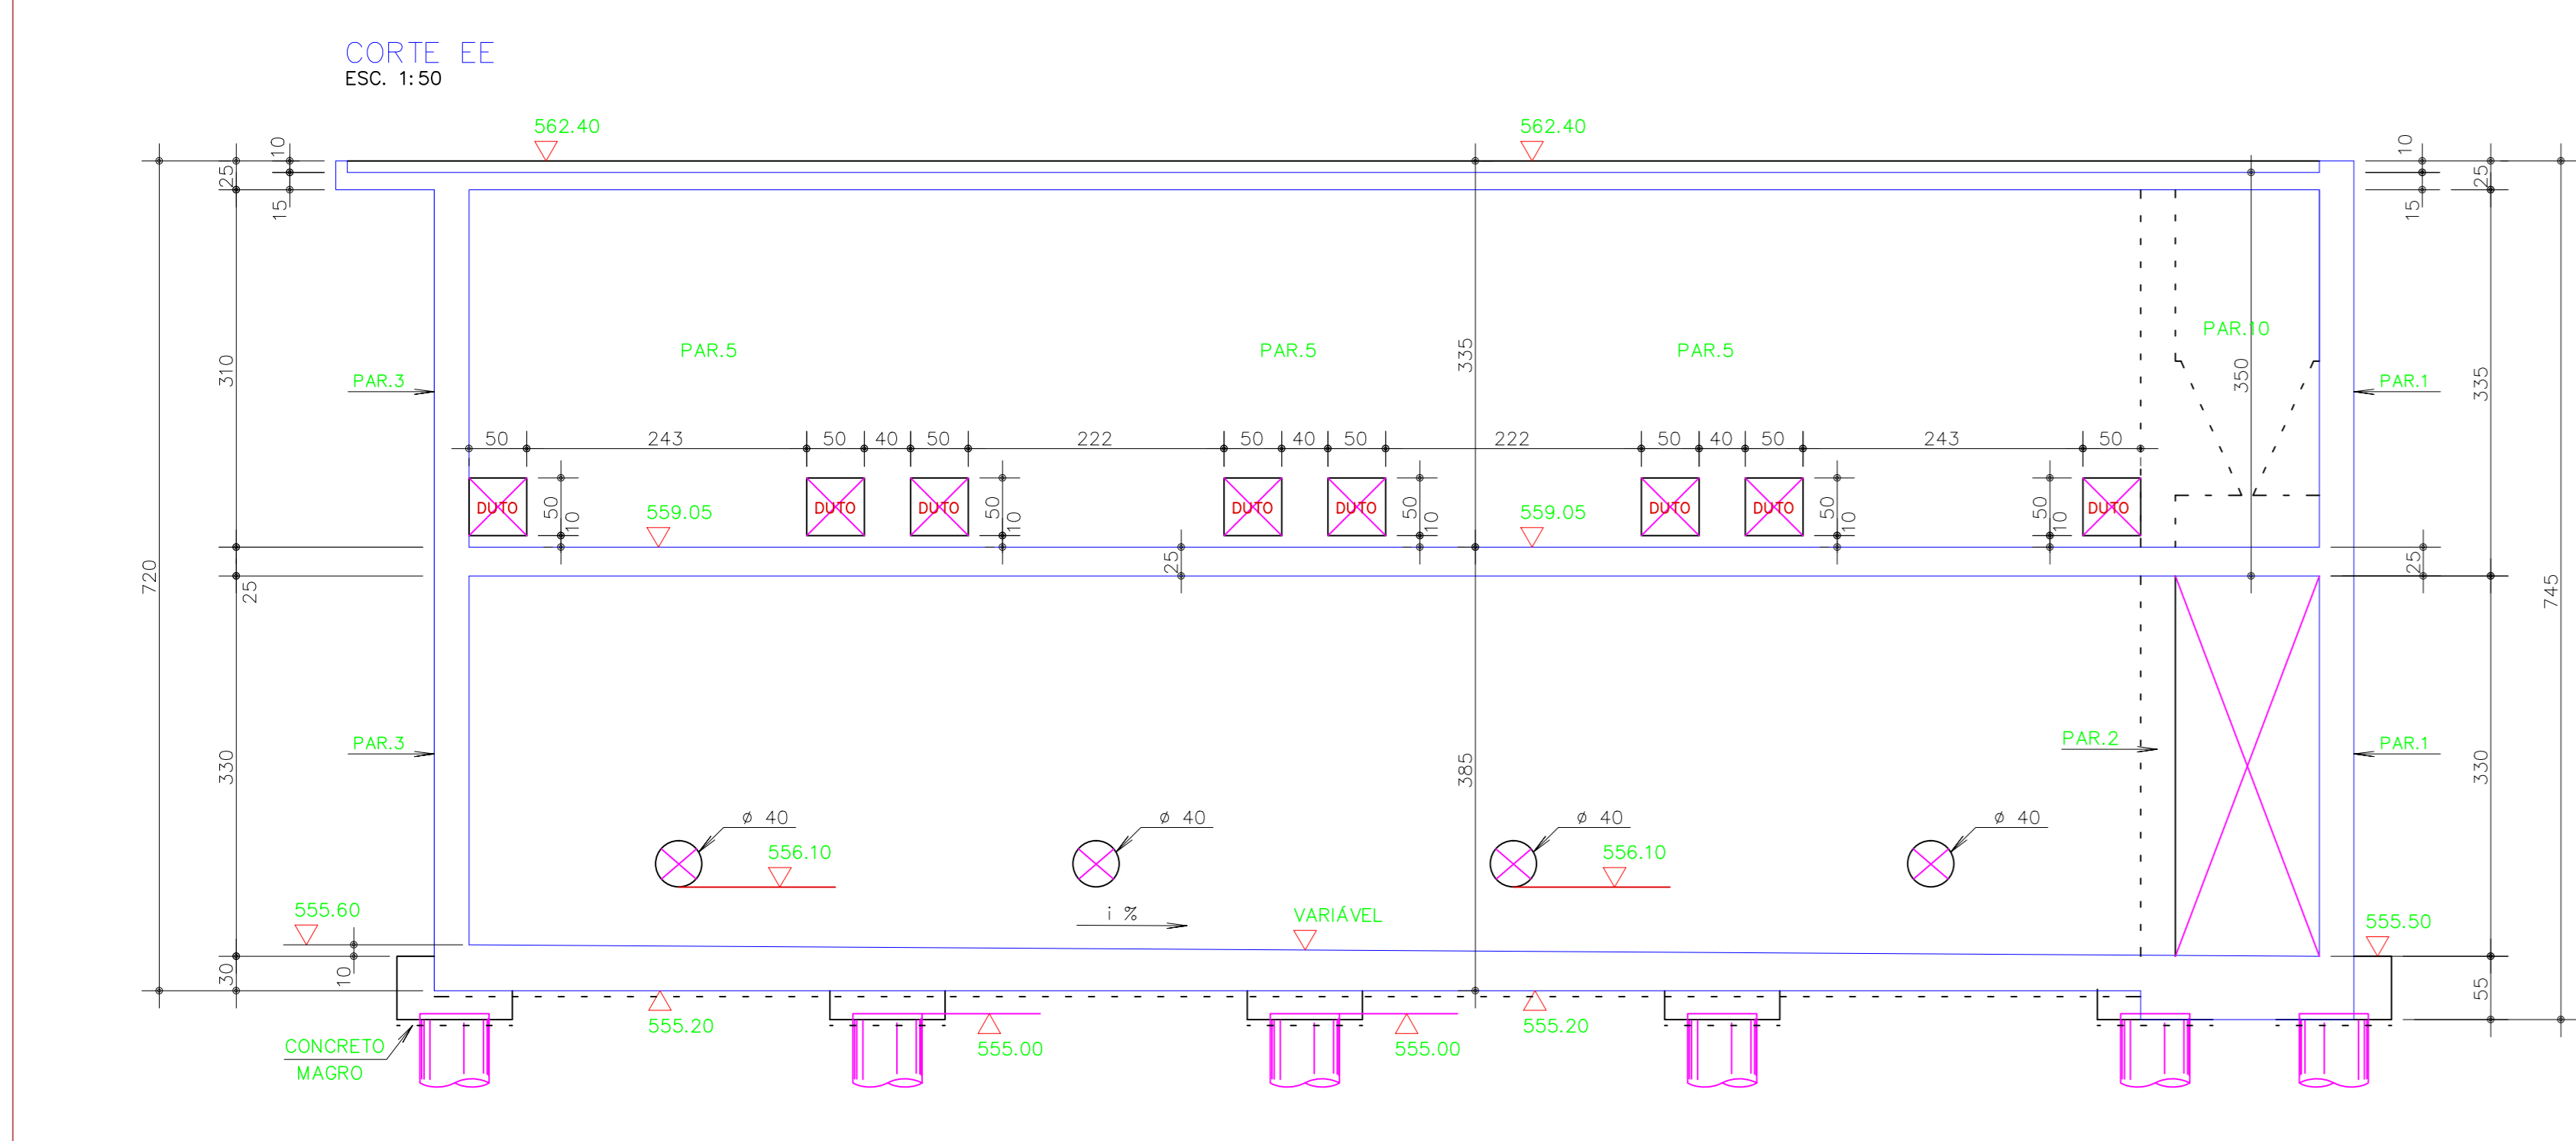 CORTE EE
ESC. 1:50
562.40
562.40
10
25
15
10
25
15
310
335
350
335
PAR.5
PAR.5
PAR.5
PAR.10
PAR.3
PAR.1
50
243
50
40
50
222
50
40
50
222
50
40
50
243
50
DUTO
DUTO
DUTO
DUTO
DUTO
DUTO
DUTO
DUTO
50
10
50
10
50
10
50
10
50
10
559.05
559.05
720
25
25
25
745
PAR.3
PAR.2
PAR.1
330
385
330
ø 40
ø 40
ø 40
ø 40
556.10
556.10
555.60
i %
VARIÁVEL
555.50
30
10
55
555.20
555.20
CONCRETO
MAGRO
555.00
555.00